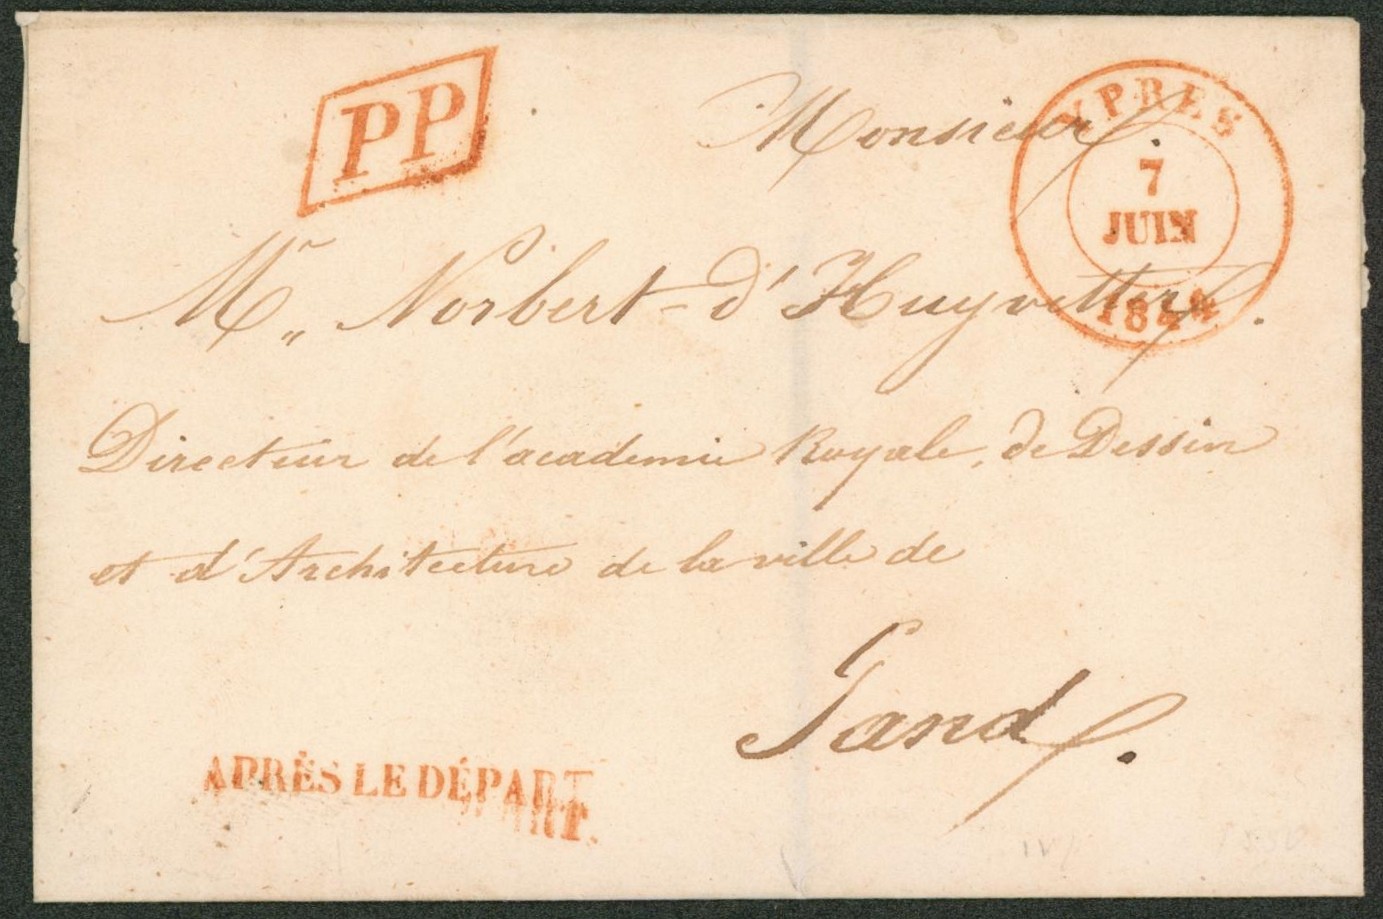 PP
YPRES
7
JUIN
1844
Monsieur
Mr„ Norbert-d'Huyvetter.
Directeur de l'academie Royale, de Dessin
et d'Architecture de la ville de
Gand.
APRÈS LE DÉPART